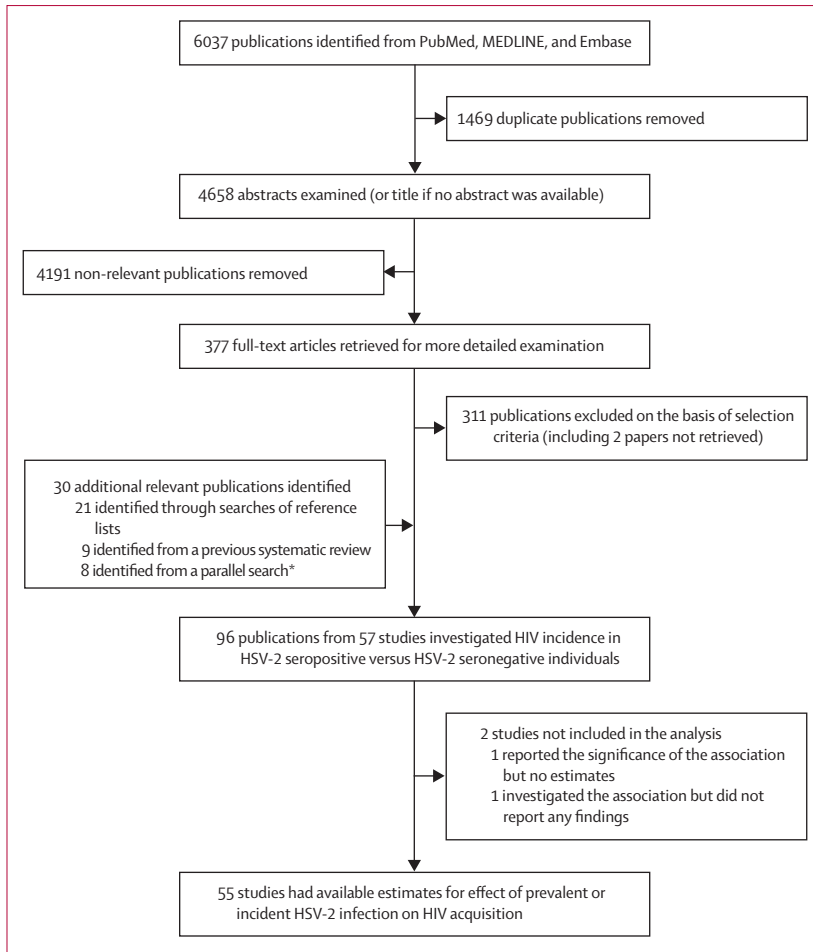 6037 publications identified from PubMed, MEDLINE, and Embase
1469 duplicate publications removed
4658 abstracts examined (or title if no abstract was available)
4191 non-relevant publications removed
377 full-text articles retrieved for more detailed examination
311 publications excluded on the basis of selection
criteria (including 2 papers not retrieved)
30 additional relevant publications identified
21 identified through searches of reference
lists
9 identified from a previous systematic review
8 identified from a parallel search*
96 publications from 57 studies investigated HIV incidence in
HSV-2 seropositive versus HSV-2 seronegative individuals
2 studies not included in the analysis
1 reported the significance of the association
but no estimates
1 investigated the association but did not
report any findings
55 studies had available estimates for effect of prevalent or
incident HSV-2 infection on HIV acquisition